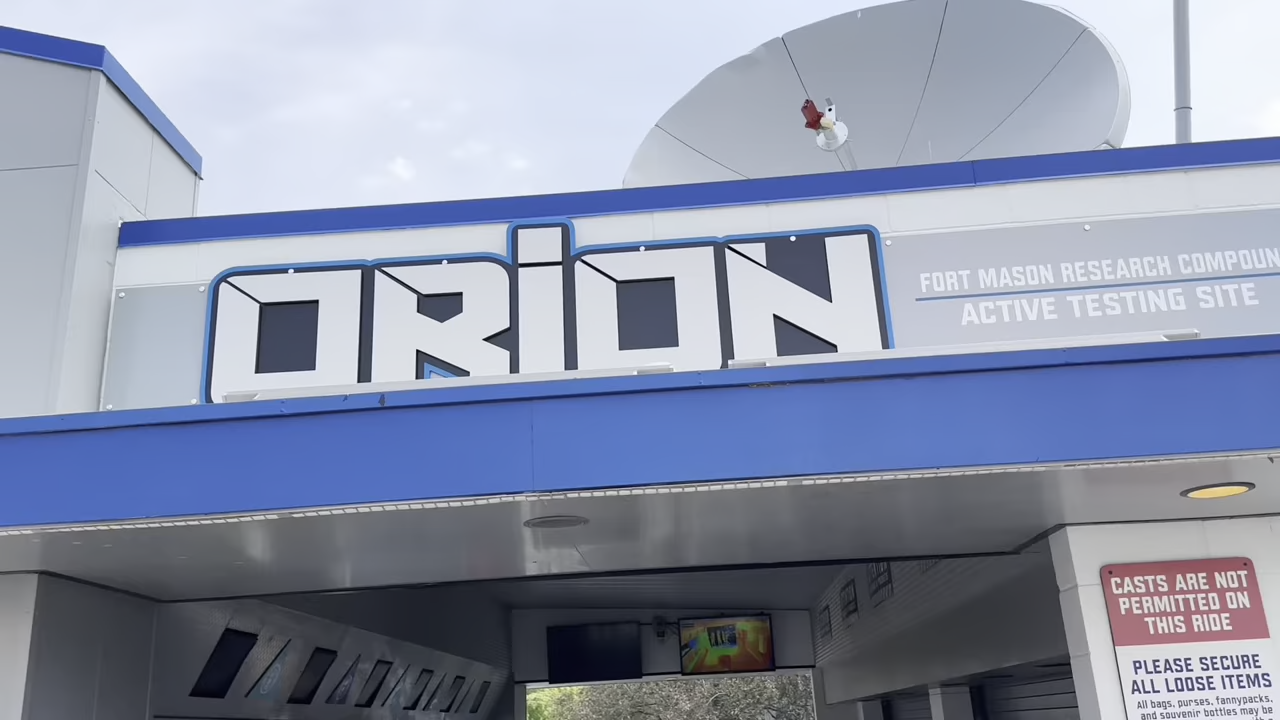 ORION
FORT MASON RESEARCH COMPOUN
ACTIVE TESTING SITE
CASTS ARE NOT
PERMITTED ON
THIS RIDE
PLEASE SECURE
ALL LOOSE ITEMS
All bags, purses, fannypacks,
and souvenir bottles may be